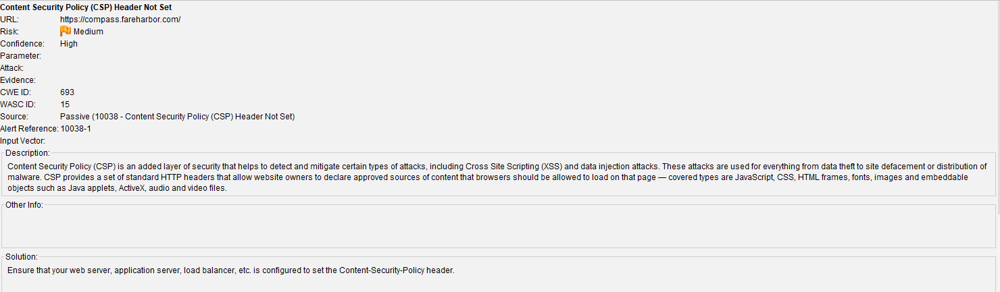 Content Security Policy (CSP) Header Not Set
URL: https://compass.fareharbor.com/
Risk: Medium
Confidence: High
Parameter:
Attack:
Evidence:
CWE ID: 693
WASC ID: 15
Source: Passive (10038 - Content Security Policy (CSP) Header Not Set)
Alert Reference: 10038-1
Input Vector:
Description:
Content Security Policy (CSP) is an added layer of security that helps to detect and mitigate certain types of attacks, including Cross Site Scripting (XSS) and data injection attacks. These attacks are used for everything from data theft to site defacement or distribution of
malware. CSP provides a set of standard HTTP headers that allow website owners to declare approved sources of content that browsers should be allowed to load on that page — covered types are JavaScript, CSS, HTML frames, fonts, images and embeddable
objects such as Java applets, ActiveX, audio and video files.
Other Info:
Solution:
Ensure that your web server, application server, load balancer, etc. is configured to set the Content-Security-Policy header.